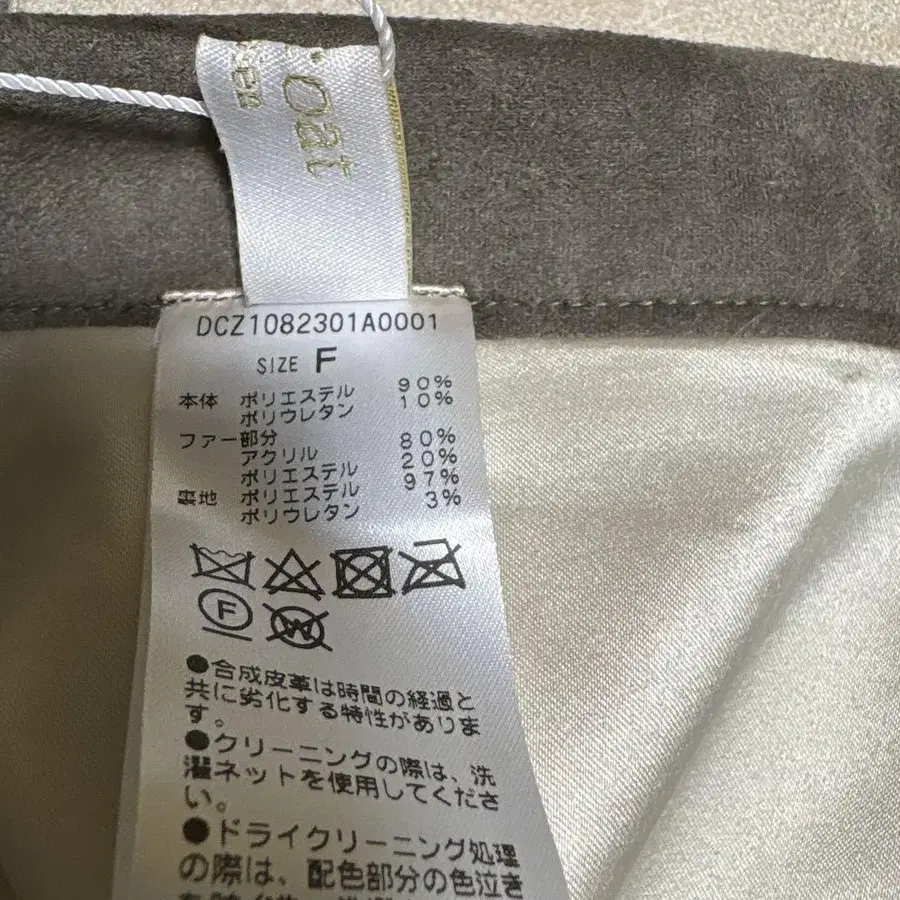 oat
DCZ1082301A0001
SIZE F
本体 ポリエステル 90%
ポリウレタン 10%
ファー部分
アクリル 80%
ポリエステル 20%
裏地 ポリエステル 97%
ポリウレタン 3%
F
W
●合成皮革は時間の経過と
共に劣化する特性がありま
す。
●クリーニングの際は、洗
濯ネットを使用してくださ
い。
●ドライクリーニング処理
の際は、配色部分の色泣き